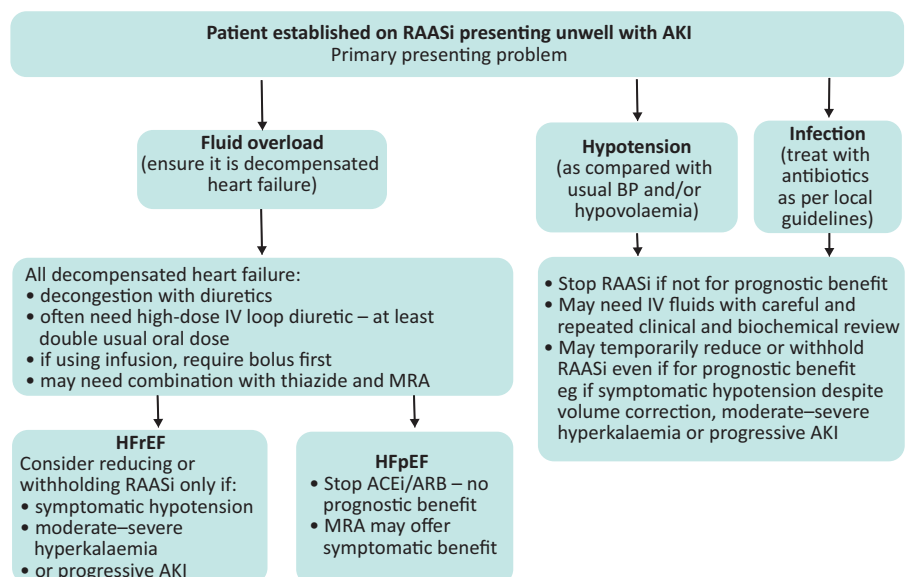 Patient established on RAASi presenting unwell with AKI
Primary presenting problem
Fluid overload
(ensure it is decompensated
heart failure)
Hypotension
(as compared with
usual BP and/or
hypovolaemia)
Infection
(treat with
antibiotics
as per local
guidelines)
All decompensated heart failure:
• decongestion with diuretics
• often need high-dose IV loop diuretic – at least
double usual oral dose
• if using infusion, require bolus first
• may need combination with thiazide and MRA
• Stop RAASi if not for prognostic benefit
• May need IV fluids with careful and
repeated clinical and biochemical review
• May temporarily reduce or withhold
RAASi even if for prognostic benefit
eg if symptomatic hypotension despite
volume correction, moderate–severe
hyperkalaemia or progressive AKI
HFrEF
Consider reducing or
withholding RAASi only if:
• symptomatic hypotension
• moderate–severe
hyperkalaemia
• or progressive AKI
HFpEF
• Stop ACEi/ARB – no
prognostic benefit
• MRA may offer
symptomatic benefit